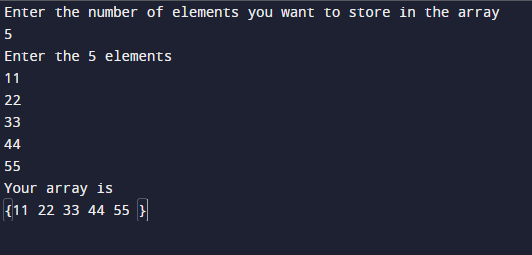 Enter the number of elements you want to store in the array
5
Enter the 5 elements
11
22
33
44
55
Your array is
{11 22 33 44 55 }